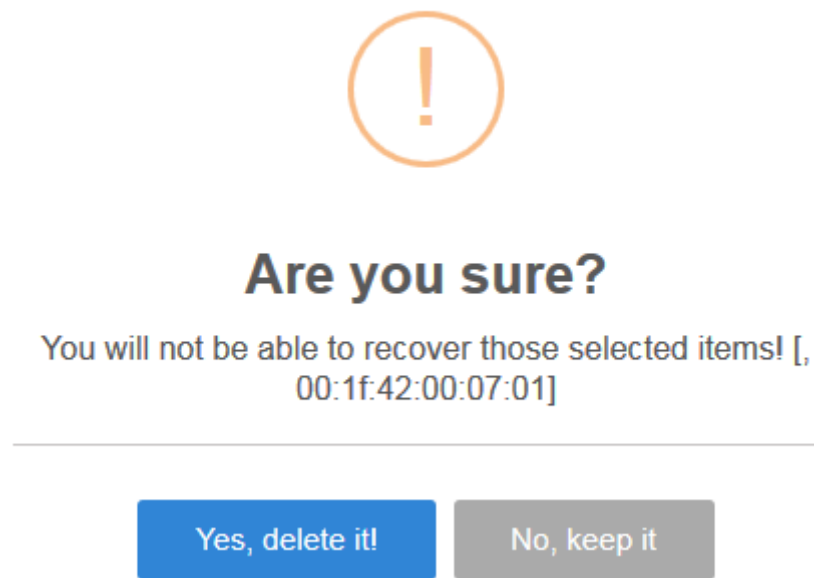 !
Are you sure?
You will not be able to recover those selected items! [,
00:1f:42:00:07:01]
Yes, delete it!
No, keep it